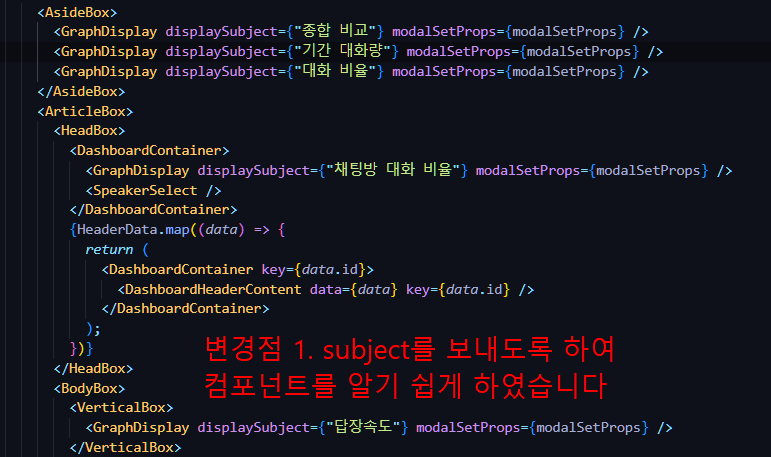 <AsideBox>
<GraphDisplay displaySubject={"종합 비교"} modalSetProps={modalSetProps} />
<GraphDisplay displaySubject={"기간 대화량"} modalSetProps={modalSetProps} />
<GraphDisplay displaySubject={"대화 비율"} modalSetProps={modalSetProps} />
</AsideBox>
<ArticleBox>
<HeadBox>
<DashboardContainer>
<GraphDisplay displaySubject={"채팅방 대화 비율"} modalSetProps={modalSetProps} />
<SpeakerSelect />
</DashboardContainer>
{HeaderData.map((data) => {
return (
<DashboardContainer key={data.id}>
<DashboardHeaderContent data={data} key={data.id} />
</DashboardContainer>
);
})}
변경점 1. subject를 보내도록 하여
컴포넌트를 알기 쉽게 하였습니다
</HeadBox>
<BodyBox>
<VerticalBox>
<GraphDisplay displaySubject={"답장속도"} modalSetProps={modalSetProps} />
</VerticalBox>